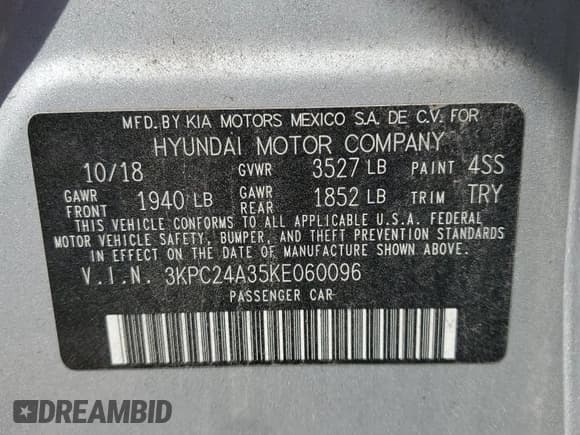 MFD. BY KIA MOTORS MEXICO S.A. DE C.V. FOR
HYUNDAI MOTOR COMPANY
10/18 GVWR 3527 LB PAINT 4SS
GAWR FRONT 1940 LB GAWR REAR 1852 LB TRIM TRY
THIS VEHICLE CONFORMS TO ALL APPLICABLE U.S.A. FEDERAL
MOTOR VEHICLE SAFETY, BUMPER, AND THEFT PREVENTION STANDARDS
IN EFFECT ON THE DATE OF MANUFACTURE SHOWN ABOVE.
V.I.N. 3KPC24A35KE060096
PASSENGER CAR
DREAMBID